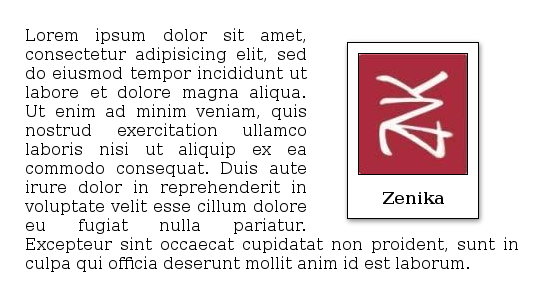 Lorem ipsum dolor sit amet,
consectetur adipisicing elit, sed
do eiusmod tempor incididunt ut
labore et dolore magna aliqua.
Ut enim ad minim veniam, quis
nostrud exercitation ullamco
laboris nisi ut aliquip ex ea
commodo consequat. Duis aute
irure dolor in reprehenderit in
voluptate velit esse cillum dolore
eu fugiat nulla pariatur.
Excepteur sint occaecat cupidatat non proident, sunt in
culpa qui officia deserunt mollit anim id est laborum.
ZNK
Zenika